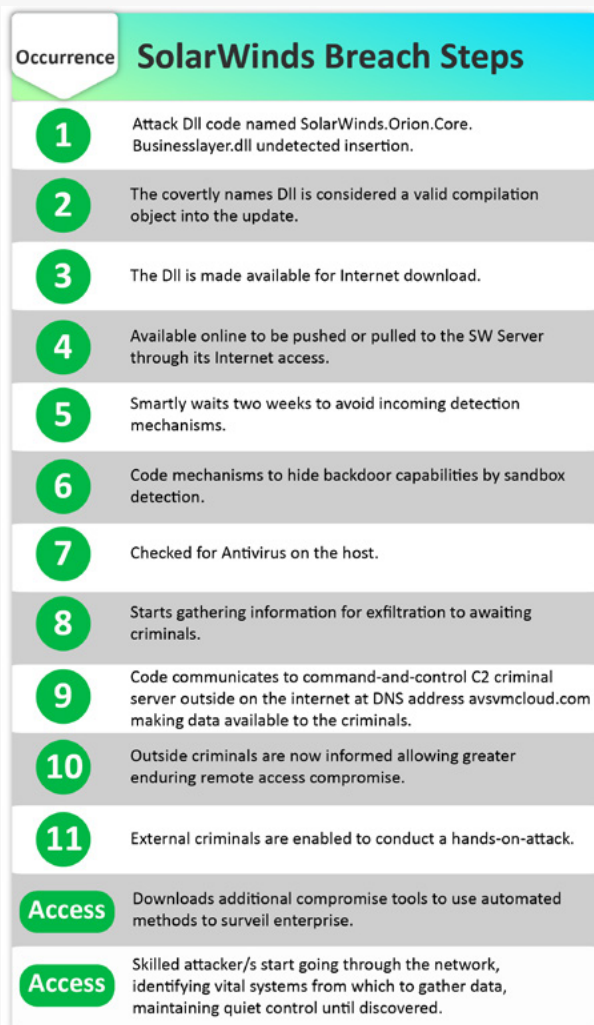 Occurrence
SolarWinds Breach Steps
1
Attack Dll code named SolarWinds.Orion.Core.
Businesslayer.dll undetected insertion.
2
The covertly names Dll is considered a valid compilation
object into the update.
3
The Dll is made available for Internet download.
4
Available online to be pushed or pulled to the SW Server
through its Internet access.
5
Smartly waits two weeks to avoid incoming detection
mechanisms.
6
Code mechanisms to hide backdoor capabilities by sandbox
detection.
7
Checked for Antivirus on the host.
8
Starts gathering information for exfiltration to awaiting
criminals.
9
Code communicates to command-and-control C2 criminal
server outside on the internet at DNS address avsvmcloud.com
making data available to the criminals.
10
Outside criminals are now informed allowing greater
enduring remote access compromise.
11
External criminals are enabled to conduct a hands-on-attack.
Access
Downloads additional compromise tools to use automated
methods to surveil enterprise.
Access
Skilled attacker/s start going through the network,
identifying vital systems from which to gather data,
maintaining quiet control until discovered.